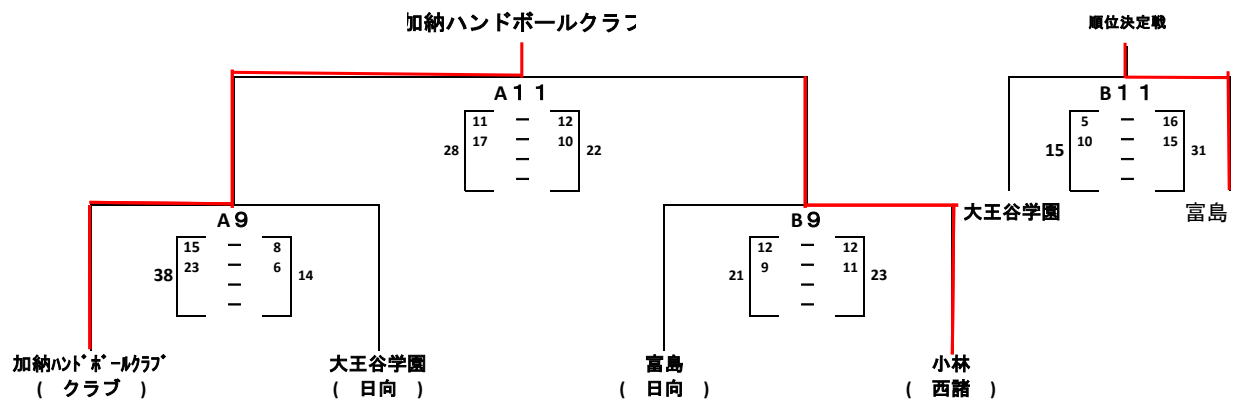 加納ハンドボールクラブ
順位決定戦
A１１
11 － 12
17 － 10
－
－
28
22
B１１
5 － 16
10 － 15
－
－
15
31
大王谷学園
富島
A９
15 － 8
23 － 6
－
－
38
14
B９
12 － 12
9 － 11
－
－
21
23
加納ﾊﾝﾄﾞﾎﾞｰﾙｸﾗﾌﾞ
( クラブ )
大王谷学園
( 日向 )
富島
( 日向 )
小林
( 西諸 )